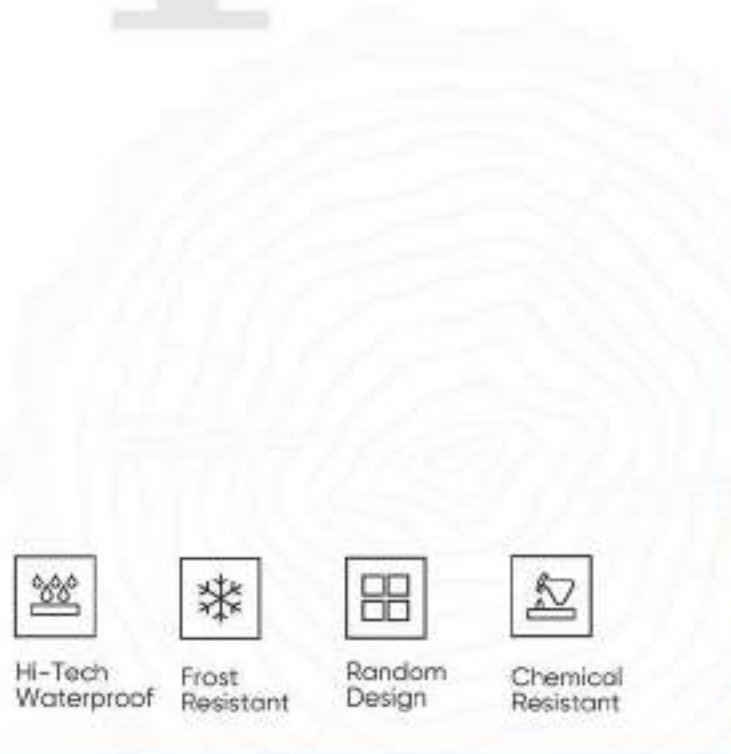 Hi-Tech
Waterproof
Frost
Resistant
Random
Design
Chemical
Resistant